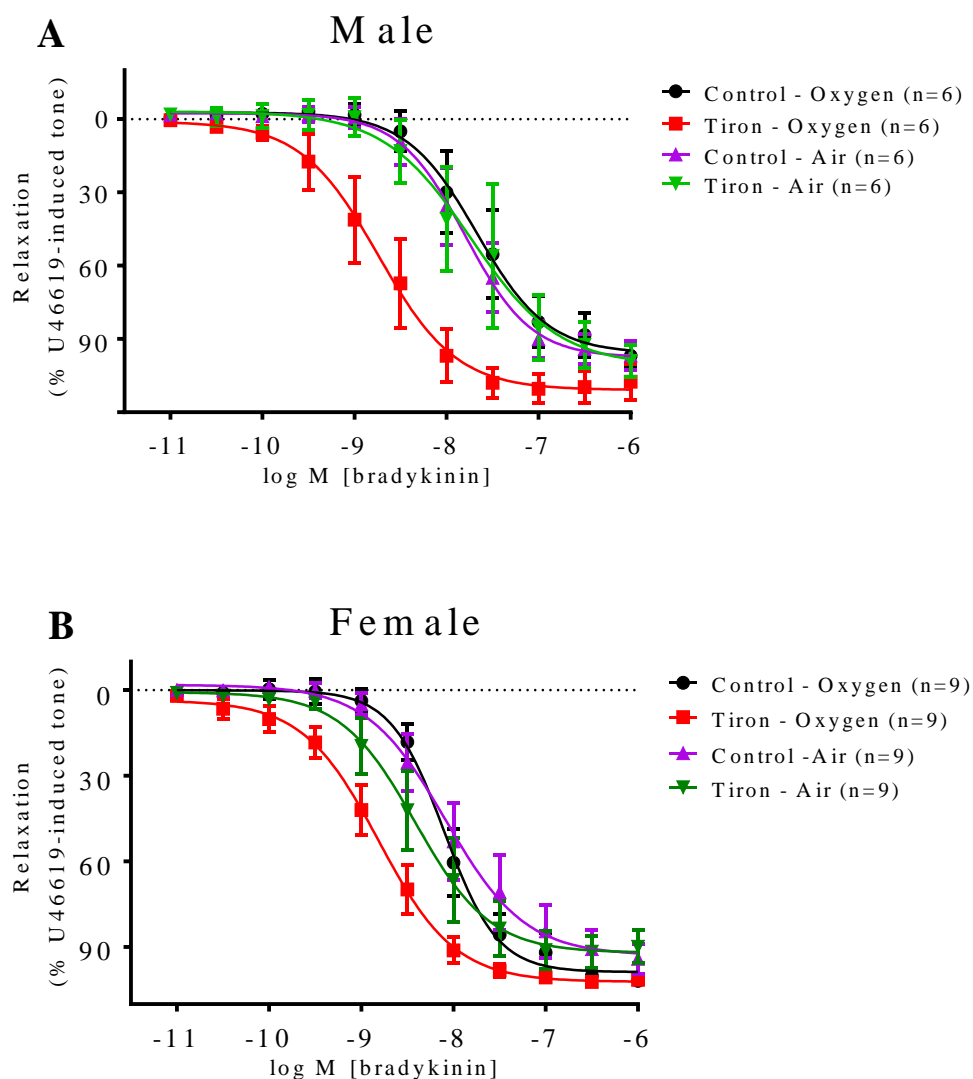 A
Male
Relaxation
(% U46619-induced tone)
0
30
60
90
-11 -10 -9 -8 -7 -6
log M [bradykinin]
Control - Oxygen (n=6)
Tiron - Oxygen (n=6)
Control - Air (n=6)
Tiron - Air (n=6)
B
Female
Relaxation
(% U46619-induced tone)
0
30
60
90
-11 -10 -9 -8 -7 -6
log M [bradykinin]
Control - Oxygen (n=9)
Tiron - Oxygen (n=9)
Control -Air (n=9)
Tiron - Air (n=9)